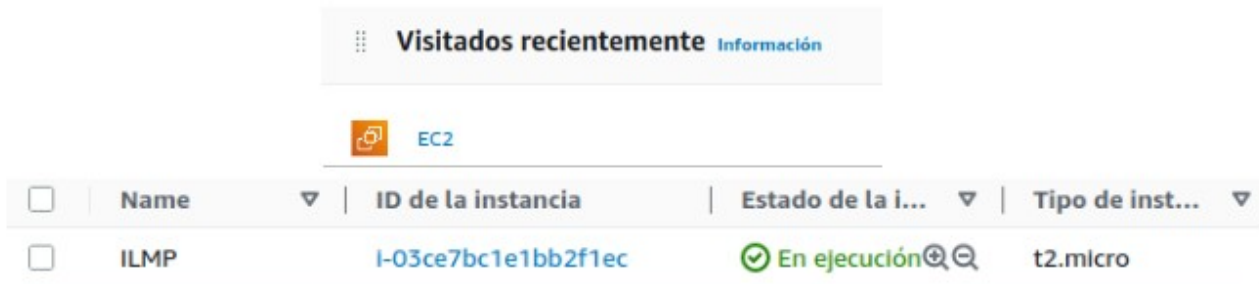 Visitados recientemente Información
EC2
Name ID de la instancia Estado de la i... Tipo de inst...
ILMP i-03ce7bc1e1bb2f1ec En ejecución t2.micro